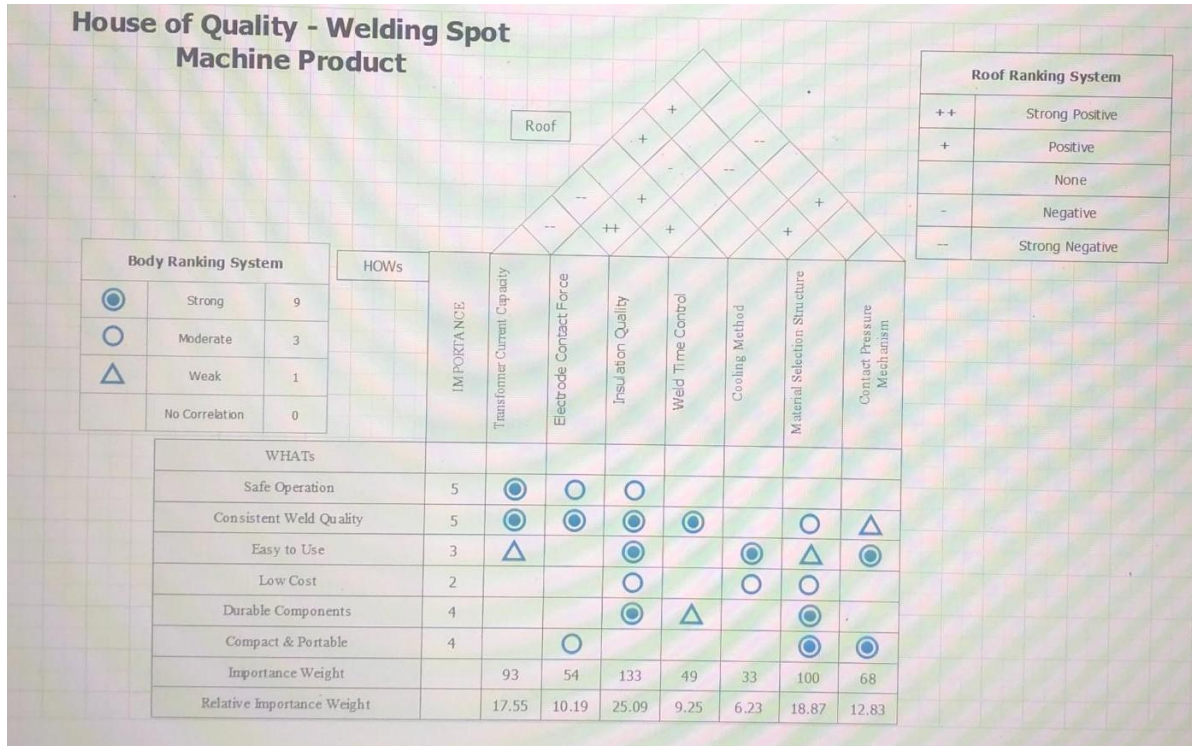 House of Quality - Welding Spot
Machine Product
Roof
Roof Ranking System
++ Strong Positive
+ Positive
None
- Negative
-- Strong Negative
+
+ --
- --
-- + +
-- ++ + +
Body Ranking System
Strong 9
Moderate 3
Weak 1
No Correlation 0
HOWs
IMPORTANCE
Transformer Current Capacity
Electrode Contact Force
Insulation Quality
Weld Time Control
Cooling Method
Material Selection Structure
Contact Pressure
Mechanism
WHATs
Safe Operation 5
Consistent Weld Quality 5
Easy to Use 3
Low Cost 2
Durable Components 4
Compact & Portable 4
Importance Weight 93 54 133 49 33 100 68
Relative Importance Weight 17.55 10.19 25.09 9.25 6.23 18.87 12.83